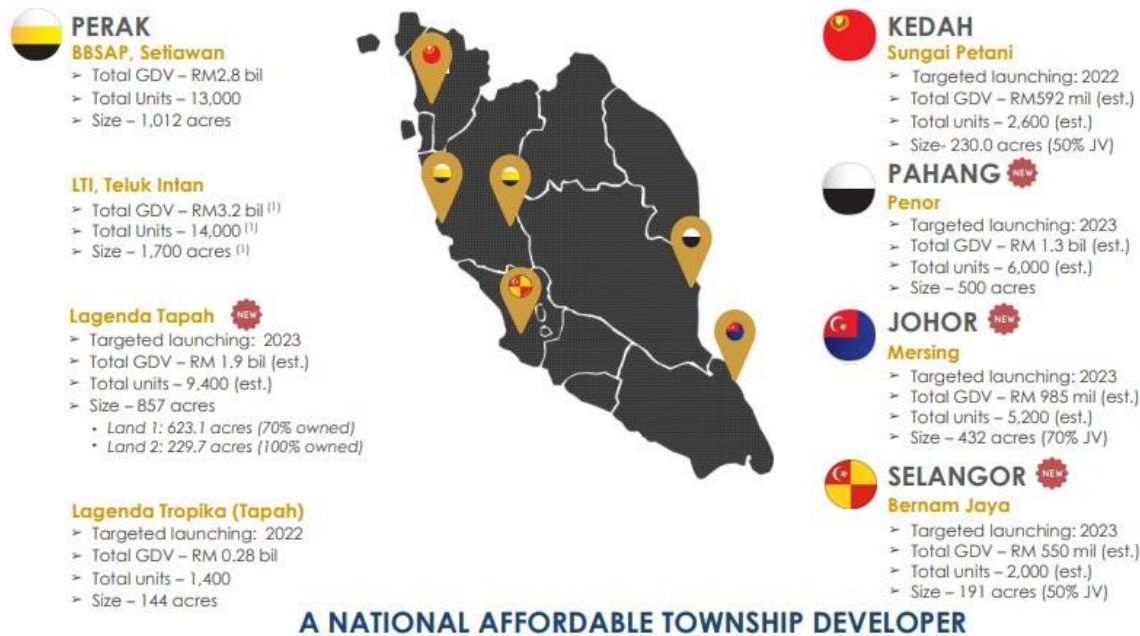 PERAK
BBSAP, Setiawan
➢ Total GDV – RM2.8 bil
➢ Total Units – 13,000
➢ Size – 1,012 acres
LTI, Teluk Intan
➢ Total GDV – RM3.2 bil (1)
➢ Total Units – 14,000 (1)
➢ Size – 1,700 acres (1)
Lagenda Tapah NEW
➢ Targeted launching: 2023
➢ Total GDV – RM 1.9 bil (est.)
➢ Total units – 9,400 (est.)
➢ Size – 857 acres
• Land 1: 623.1 acres (70% owned)
• Land 2: 229.7 acres (100% owned)
Lagenda Tropika (Tapah)
➢ Targeted launching: 2022
➢ Total GDV – RM 0.28 bil
➢ Total units – 1,400
➢ Size – 144 acres
KEDAH
Sungai Petani
➢ Targeted launching: 2022
➢ Total GDV – RM592 mil (est.)
➢ Total units – 2,600 (est.)
➢ Size- 230.0 acres (50% JV)
PAHANG NEW
Penor
➢ Targeted launching: 2023
➢ Total GDV – RM 1.3 bil (est.)
➢ Total units – 6,000 (est.)
➢ Size – 500 acres
JOHOR NEW
Mersing
➢ Targeted launching: 2023
➢ Total GDV – RM 985 mil (est.)
➢ Total units – 5,200 (est.)
➢ Size – 432 acres (70% JV)
SELANGOR NEW
Bernam Jaya
➢ Targeted launching: 2023
➢ Total GDV – RM 550 mil (est.)
➢ Total units – 2,000 (est.)
➢ Size – 191 acres (50% JV)
A NATIONAL AFFORDABLE TOWNSHIP DEVELOPER